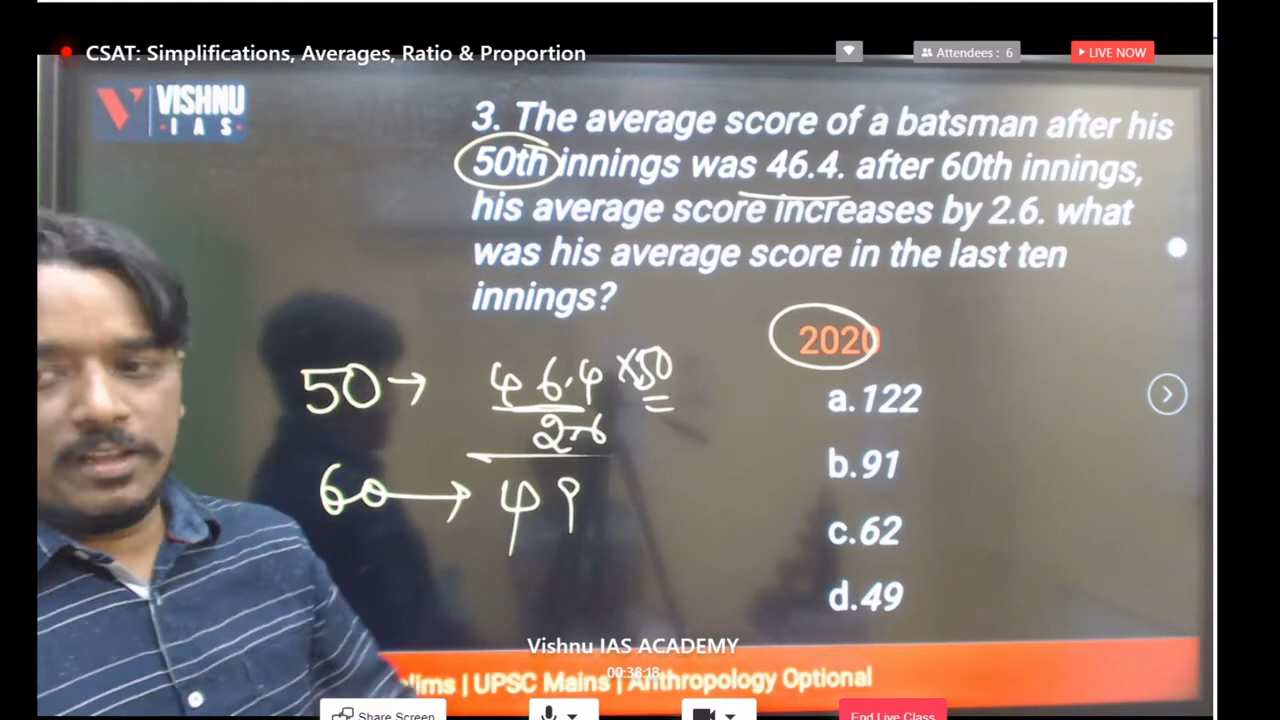 CSAT: Simplifications, Averages, Ratio & Proportion
Attendees : 6
LIVE NOW
VISHNU
IAS
3. The average score of a batsman after his
50th innings was 46.4. after 60th innings,
his average score increases by 2.6. what
was his average score in the last ten
innings?
2020
a.122
b.91
c.62
d.49
50 → 46.4 ×50
2.6
60 → 49
Vishnu IAS ACADEMY
00:38:18
lims | UPSC Mains | Anthropology Optional
Share Screen
End Live Class